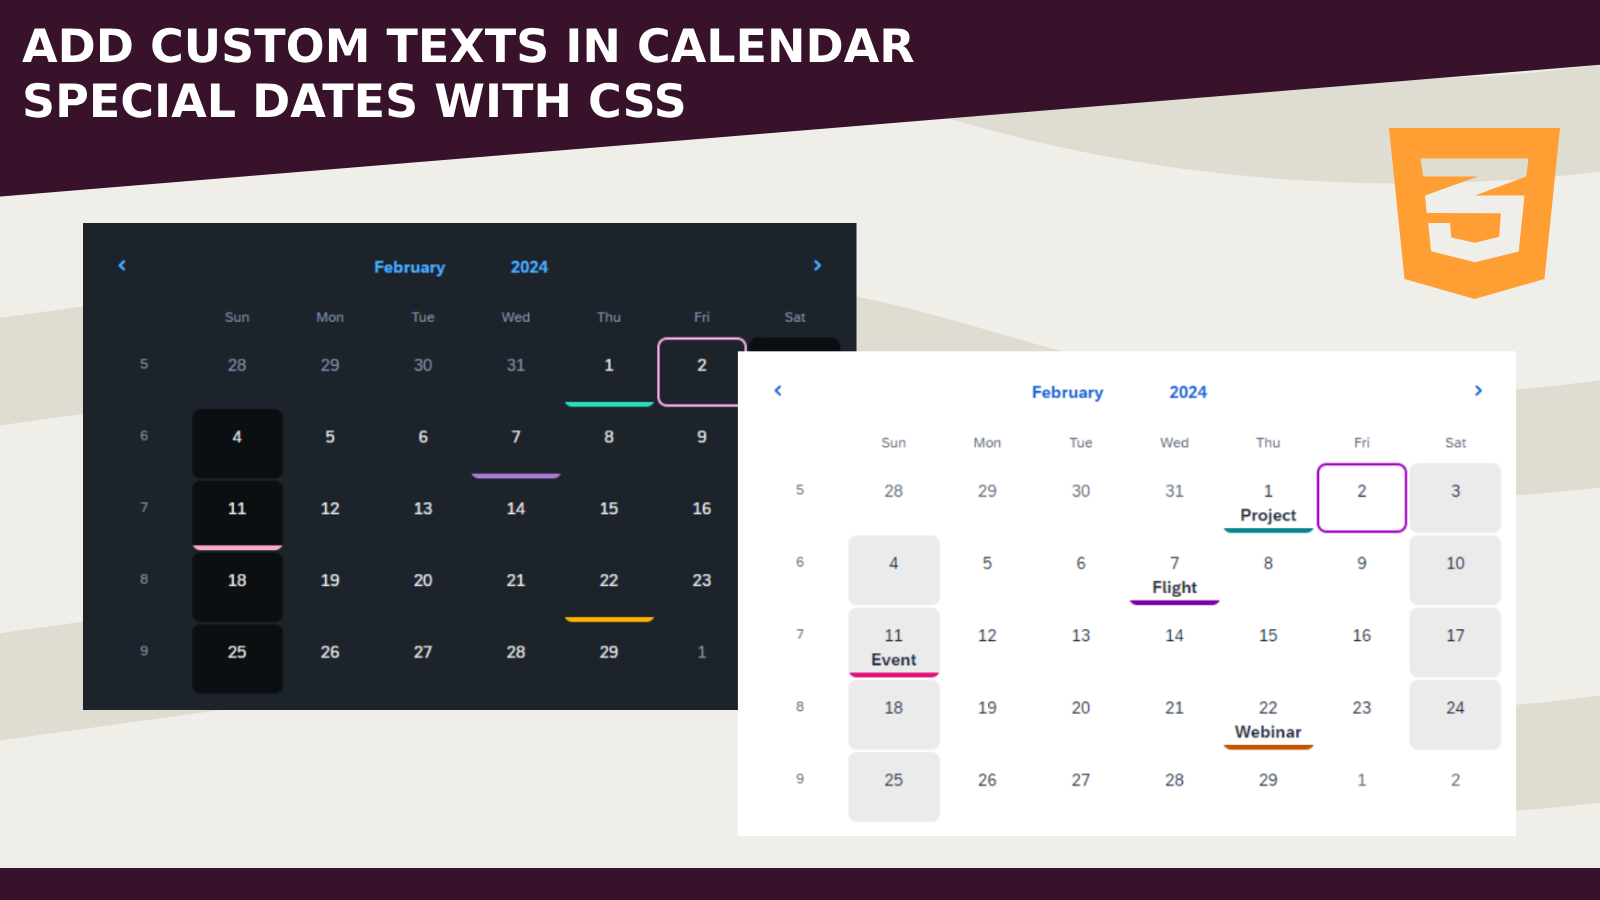 ADD CUSTOM TEXTS IN CALENDAR
SPECIAL DATES WITH CSS
February 2024
Sun Mon Tue Wed Thu Fri Sat
5 28 29 30 31 1 2
6 4 5 6 7 8 9
7 11 12 13 14 15 16
8 18 19 20 21 22 23
9 25 26 27 28 29 1
February 2024
Sun Mon Tue Wed Thu Fri Sat
5 28 29 30 31 1 2 3
Project
6 4 5 6 7 8 9 10
Flight
7 11 12 13 14 15 16 17
Event
8 18 19 20 21 22 23 24
Webinar
9 25 26 27 28 29 1 2